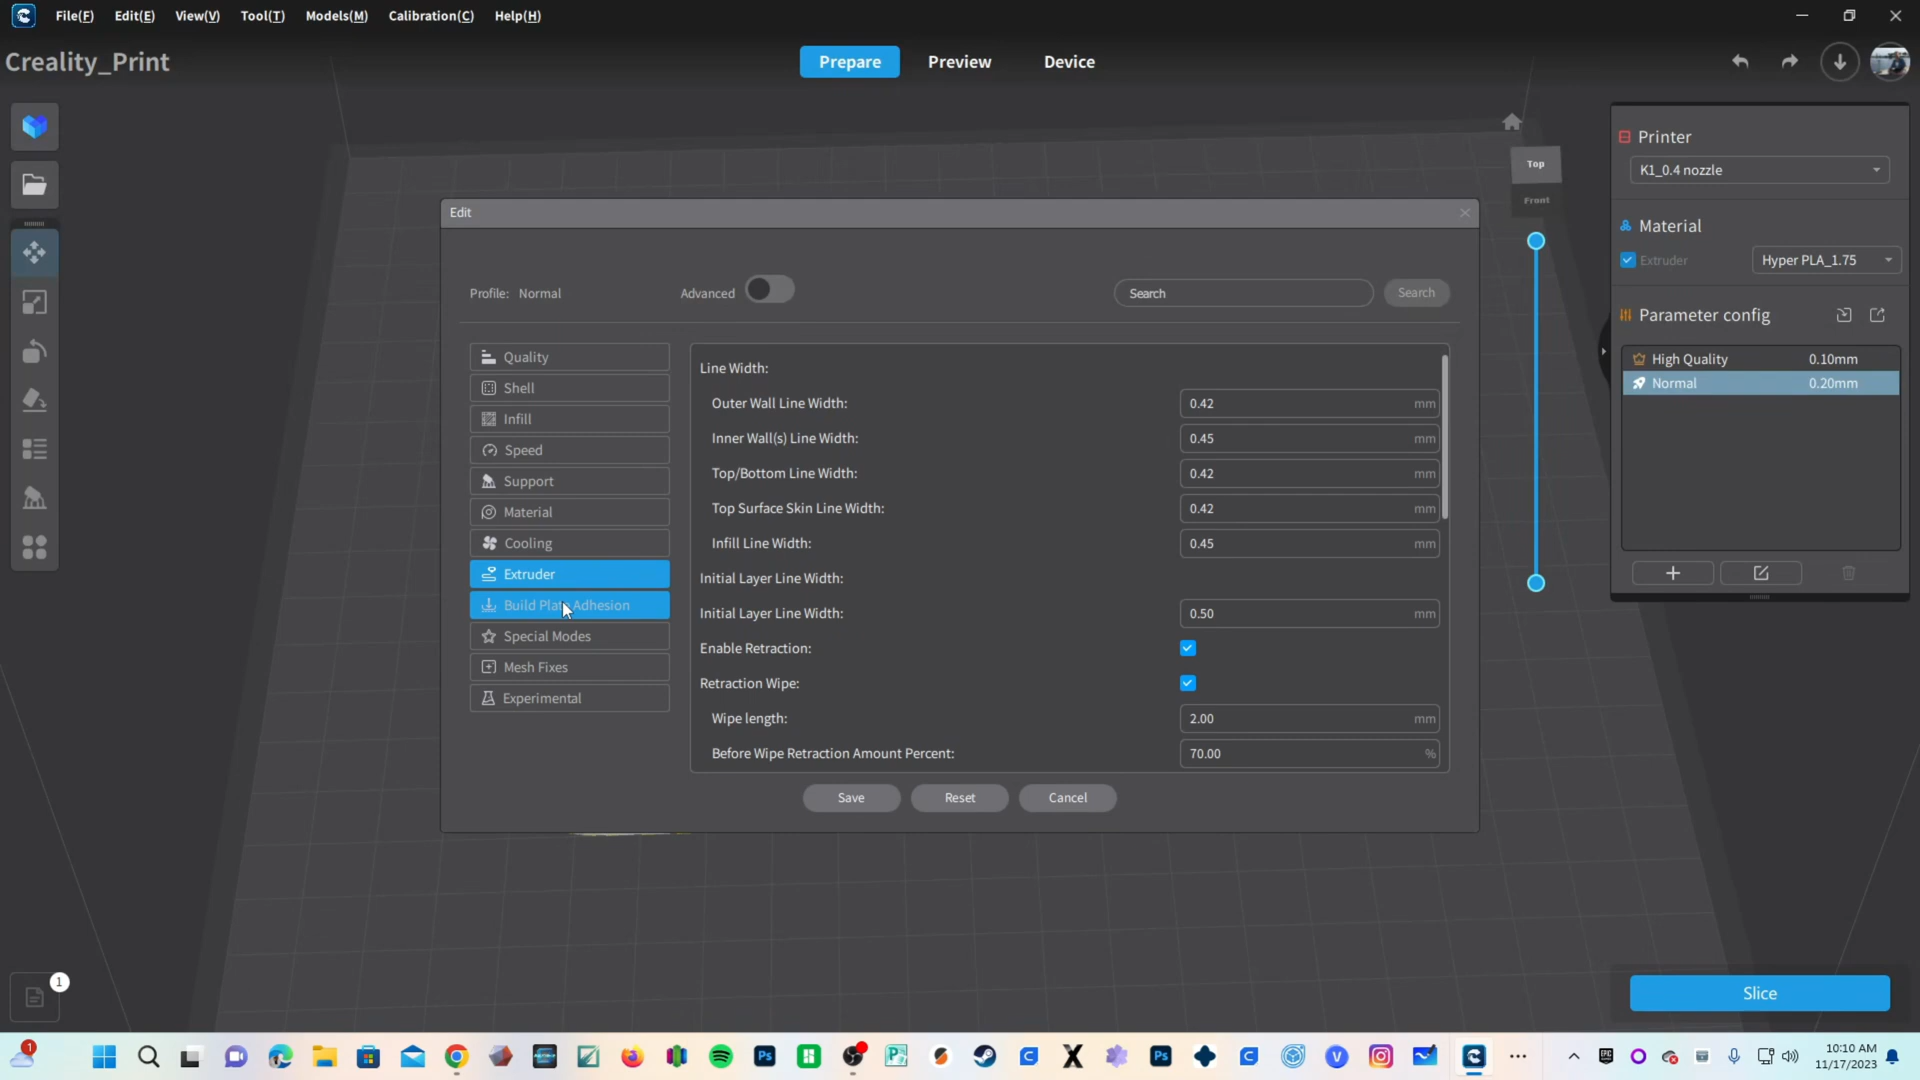 File(F) Edit(E) View(V) Tool(T) Models(M) Calibration(C) Help(H)
Creality_Print
Prepare Preview Device
Top
Front
Printer
K1_0.4 nozzle
Material
Extruder Hyper PLA_1.75
Parameter config
High Quality 0.10mm
Normal 0.20mm
Edit
Profile: Normal Advanced Search Search
Quality
Shell
Infill
Speed
Support
Material
Cooling
Extruder
Build Plate Adhesion
Special Modes
Mesh Fixes
Experimental
Line Width:
Outer Wall Line Width: 0.42 mm
Inner Wall(s) Line Width: 0.45 mm
Top/Bottom Line Width: 0.42 mm
Top Surface Skin Line Width: 0.42 mm
Infill Line Width: 0.45 mm
Initial Layer Line Width:
Initial Layer Line Width: 0.50 mm
Enable Retraction:
Retraction Wipe:
Wipe length: 2.00 mm
Before Wipe Retraction Amount Percent: 70.00 %
Save Reset Cancel
1
Slice
1
Ps
Ps
10:10 AM
11/17/2023